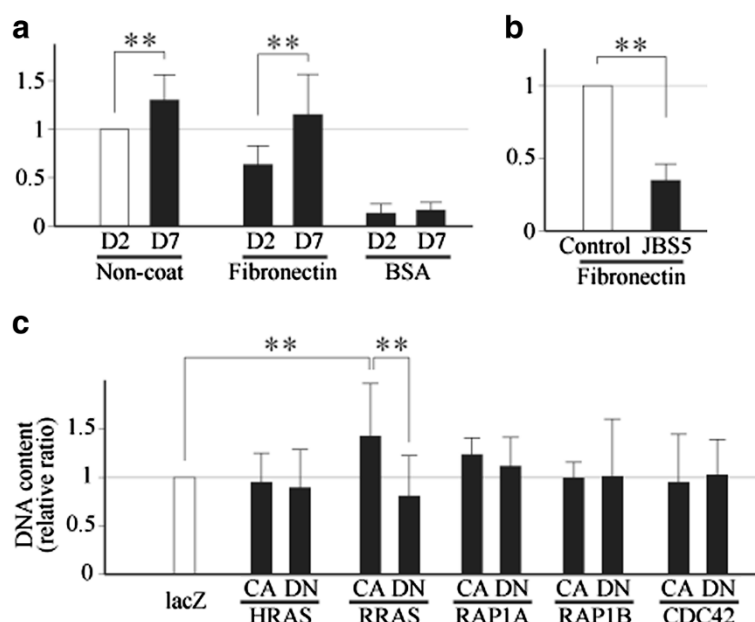 a
**
**
1.5
1
0.5
0
D2 D7 D2 D7 D2 D7
Non-coat Fibronectin BSA
b
**
1
0.5
0
Control JBS5
Fibronectin
c
** **
DNA content
(relative ratio)
1.5
1
0.5
0
lacZ
CA DN CA DN CA DN CA DN CA DN
HRAS RRAS RAP1A RAP1B CDC42